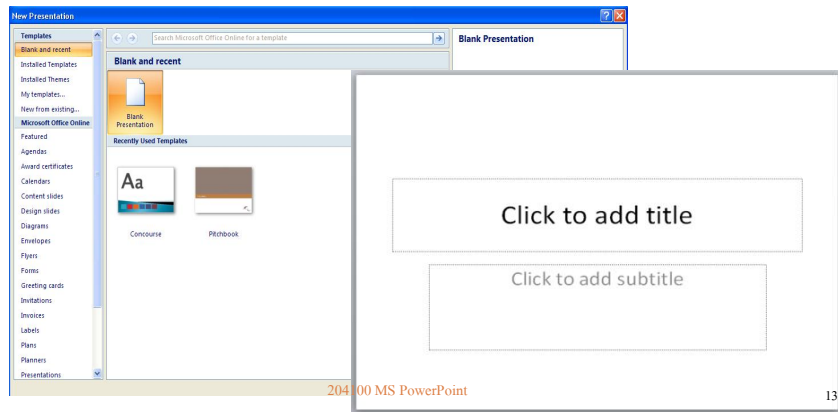 New Presentation
Templates
Blank and recent
Installed Templates
Installed Themes
My templates...
New from existing...
Microsoft Office Online
Featured
Agendas
Award certificates
Calendars
Content slides
Design slides
Diagrams
Envelopes
Flyers
Forms
Greeting cards
Invitations
Invoices
Labels
Plans
Planners
Presentations
Search Microsoft Office Online for a template
Blank and recent
Blank
Presentation
Recently Used Templates
Aa
Concourse
Pitchbook
Blank Presentation
Click to add title
Click to add subtitle
204100 MS PowerPoint
13